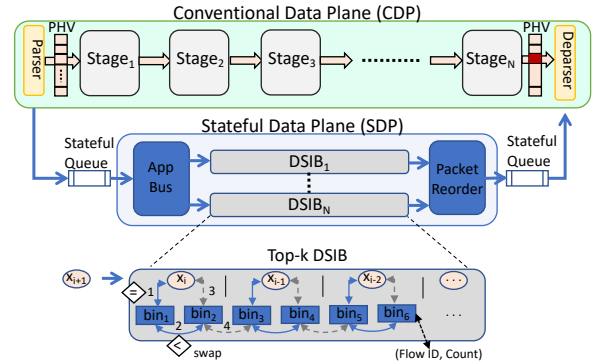 Conventional Data Plane (CDP)
Parser
PHV
...
Stage1
Stage2
Stage3
StageN
PHV
Deparser
Stateful Data Plane (SDP)
Stateful
Queue
App
Bus
DSIB1
DSIBN
Packet
Reorder
Stateful
Queue
Top-k DSIB
Xi+1
Xi
Xi-1
Xi-2
...
= 1
3
bin1
bin2
bin3
bin4
bin5
bin6
...
2
4
<
swap
(Flow ID, Count)